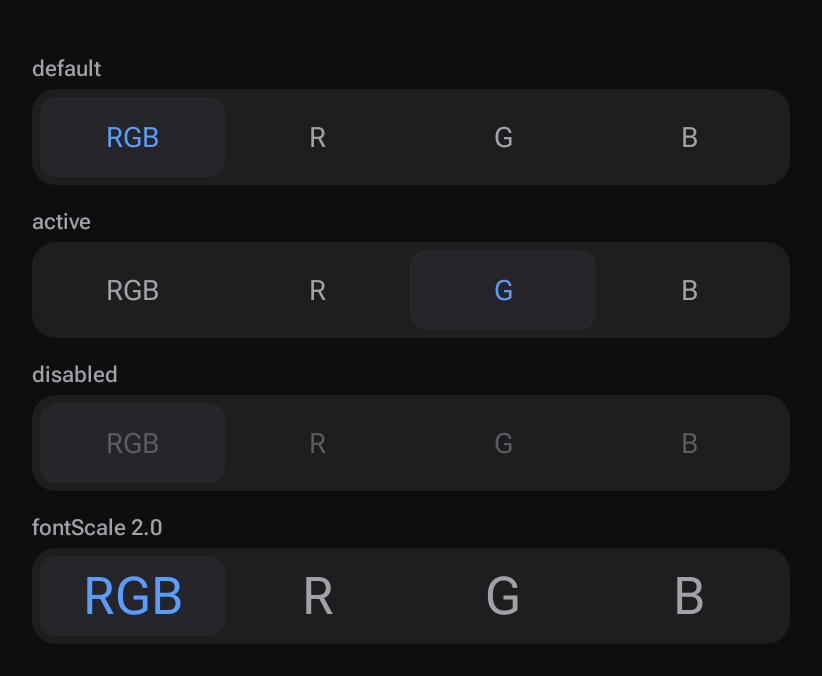 default
RGB R G B
active
RGB R G B
disabled
RGB R G B
fontScale 2.0
RGB R G B